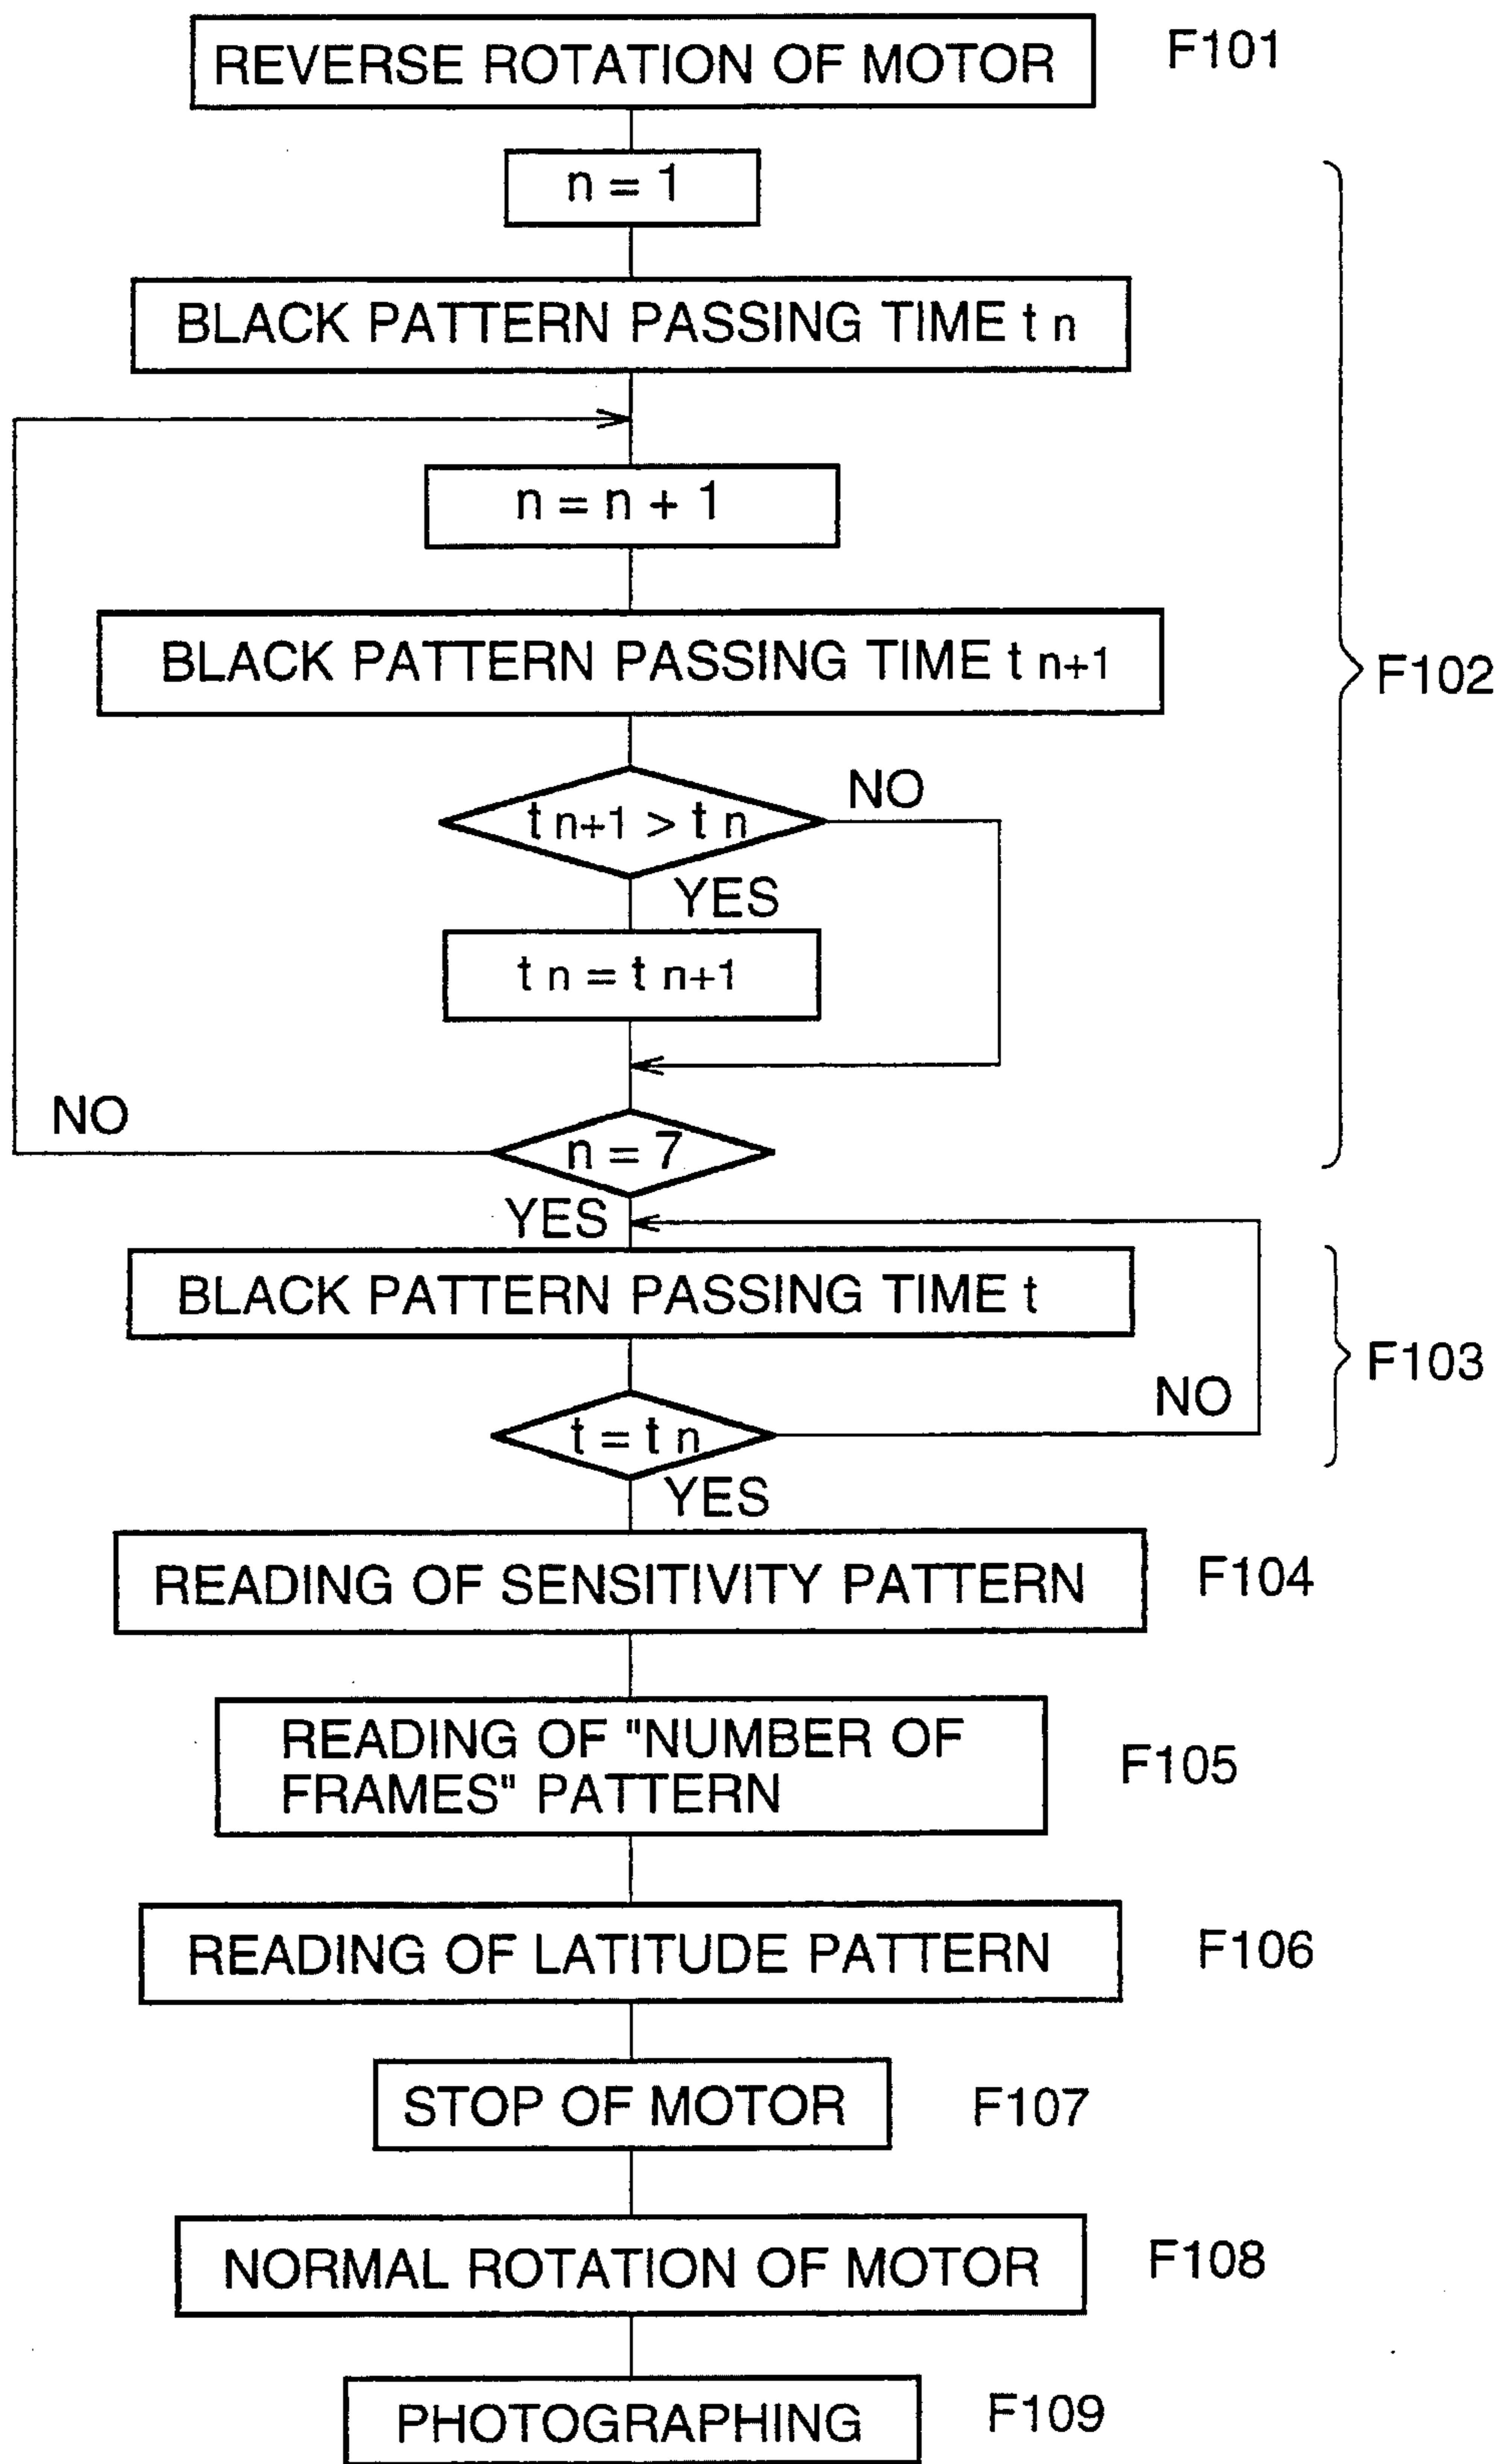 REVERSE ROTATION OF MOTOR F101
n = 1
BLACK PATTERN PASSING TIME t n
n = n + 1
BLACK PATTERN PASSING TIME t n+1
F102
t n+1 > t n
NO
YES
t n = t n+1
n = 7
NO
YES
BLACK PATTERN PASSING TIME t
F103
t = t n
NO
YES
READING OF SENSITIVITY PATTERN F104
READING OF "NUMBER OF
FRAMES" PATTERN
F105
READING OF LATITUDE PATTERN F106
STOP OF MOTOR F107
NORMAL ROTATION OF MOTOR F108
PHOTOGRAPHING F109